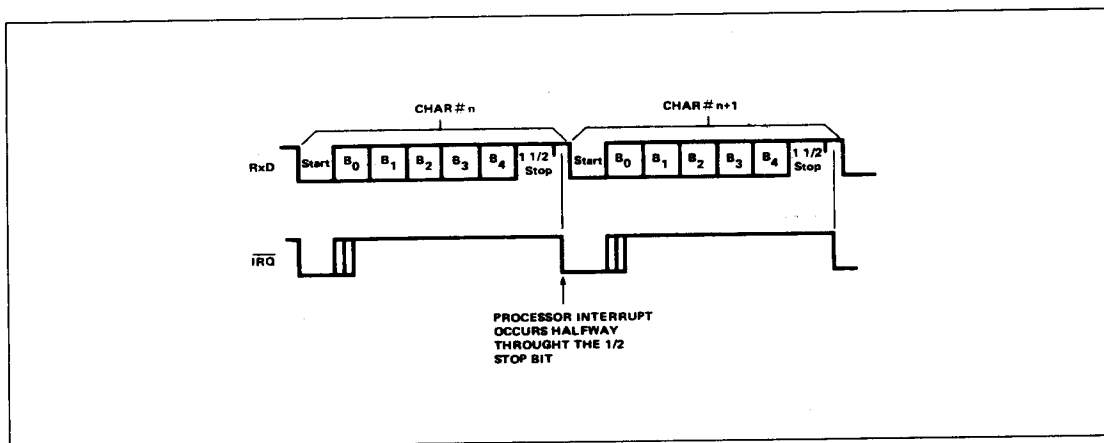 CHAR# n
CHAR# n+1
RxD Start B0 B1 B2 B3 B4 1 1/2 Stop Start B0 B1 B2 B3 B4 1 1/2 Stop
IRQ
PROCESSOR INTERRUPT
OCCURS HALFWAY
THROUGHT THE 1/2
STOP BIT